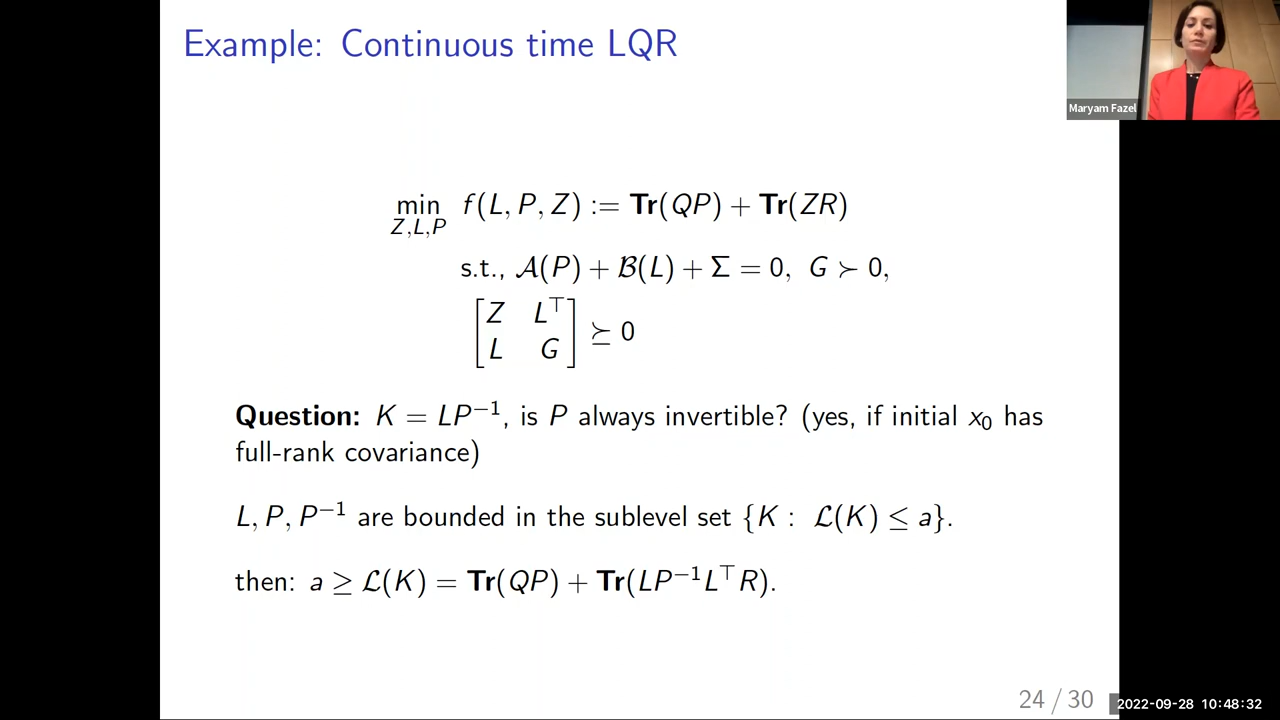 Example: Continuous time LQR
Maryam Fazel
min f(L, P, Z) := Tr(QP) + Tr(ZR)
Z,L,P
s.t., 𝒜(P) + ℬ(L) + Σ = 0, G ≻ 0,
[Z L⊤
L G] ⪰ 0
Question: K = LP⁻¹, is P always invertible? (yes, if initial x₀ has
full-rank covariance)
L, P, P⁻¹ are bounded in the sublevel set {K : ℒ(K) ≤ a}.
then: a ≥ ℒ(K) = Tr(QP) + Tr(LP⁻¹L⊤R).
24 / 30
2022-09-28 10:48:32